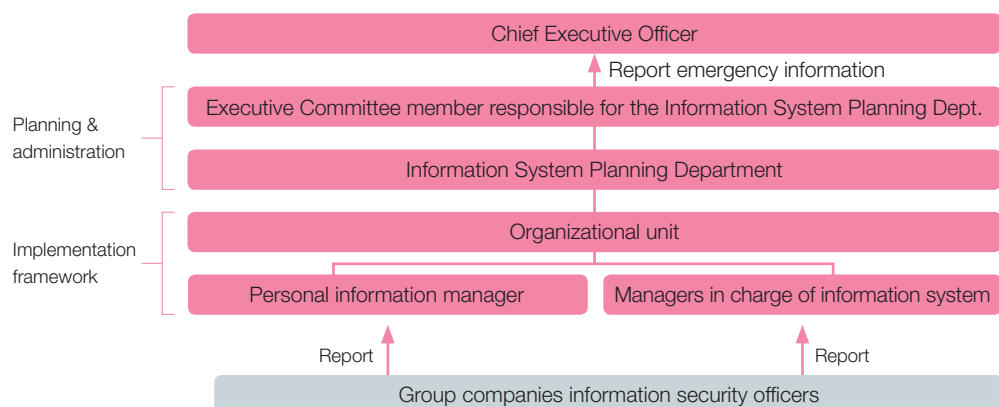 Chief Executive Officer
Report emergency information
Planning &
administration
Executive Committee member responsible for the Information System Planning Dept.
Information System Planning Department
Implementation
framework
Organizational unit
Personal information manager
Managers in charge of information system
Report
Report
Group companies information security officers